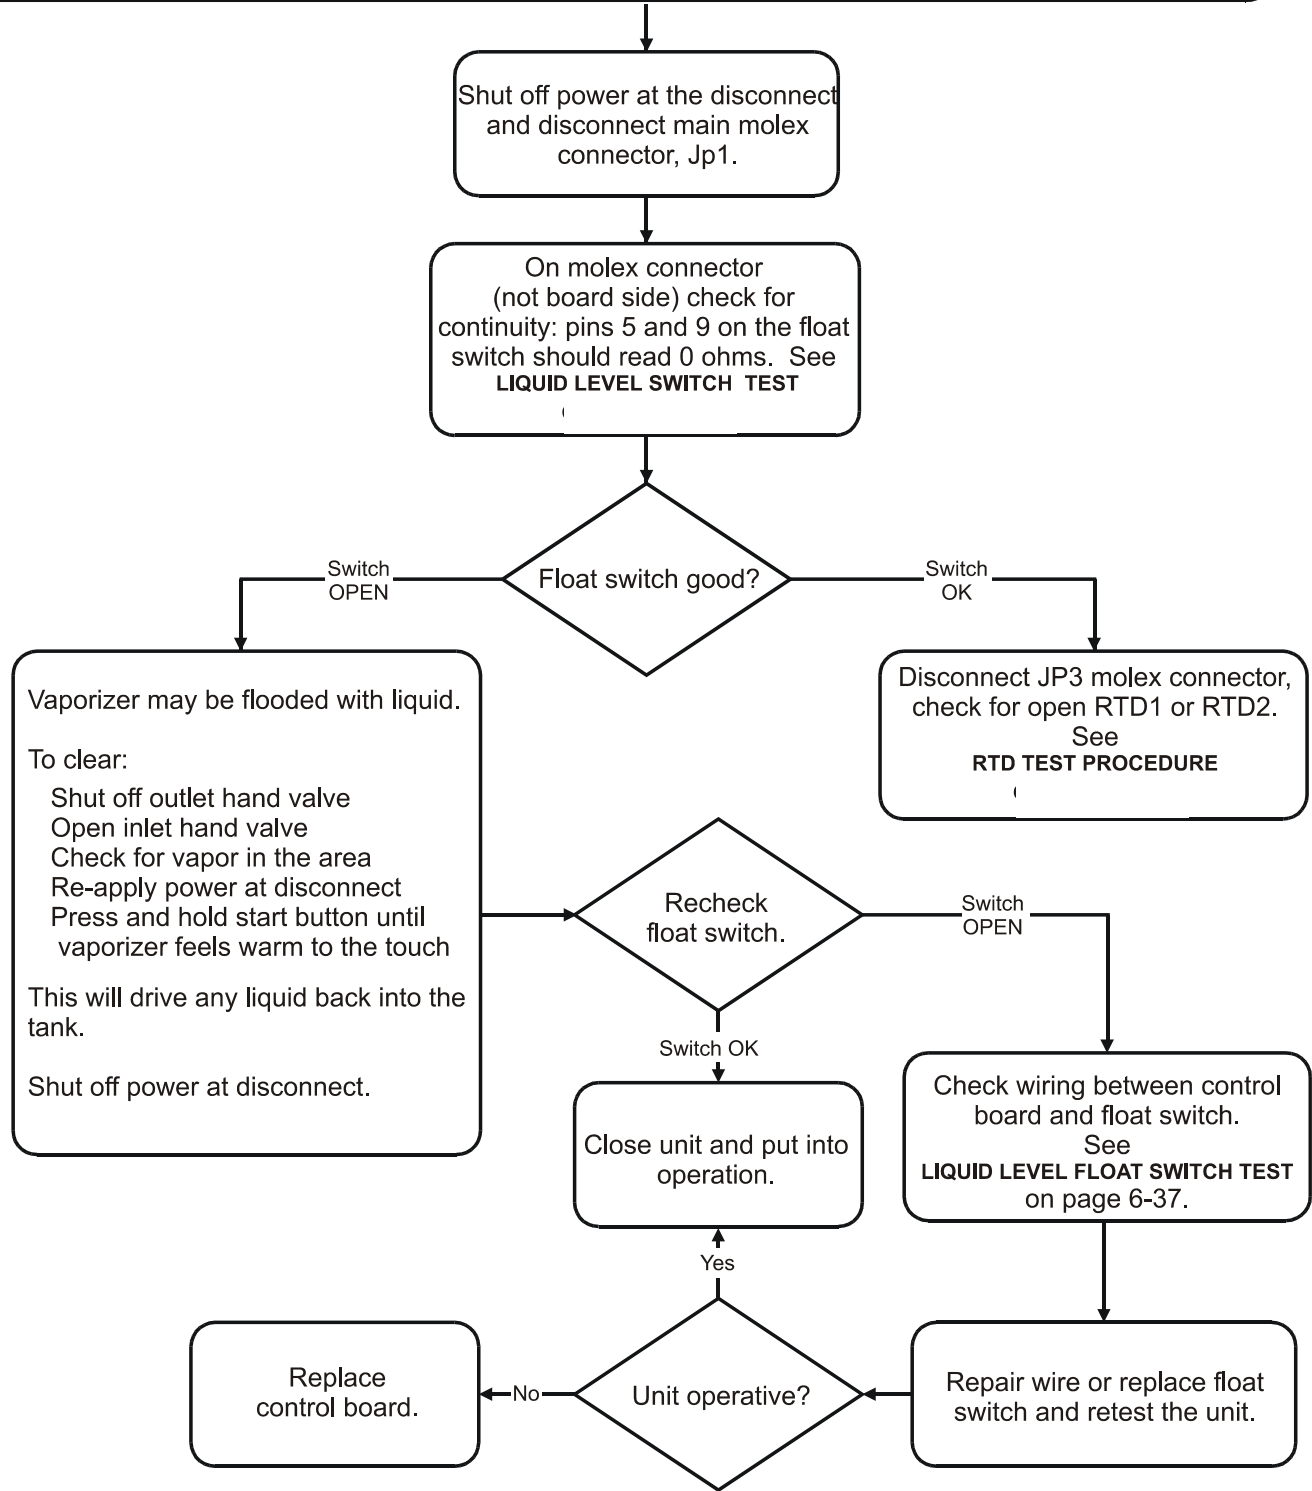 Shut off power at the disconnect
and disconnect main molex
connector, Jp1.
On molex connector
(not board side) check for
continuity: pins 5 and 9 on the float
switch should read 0 ohms. See
LIQUID LEVEL SWITCH TEST
Float switch good?
Switch
OPEN
Switch
OK
Vaporizer may be flooded with liquid.
To clear:
Shut off outlet hand valve
Open inlet hand valve
Check for vapor in the area
Re-apply power at disconnect
Press and hold start button until
vaporizer feels warm to the touch
This will drive any liquid back into the
tank.
Shut off power at disconnect.
Disconnect JP3 molex connector,
check for open RTD1 or RTD2.
See
RTD TEST PROCEDURE
Recheck
float switch.
Switch
OPEN
Switch OK
Close unit and put into
operation.
Check wiring between control
board and float switch.
See
LIQUID LEVEL FLOAT SWITCH TEST
on page 6-37.
Yes
Repair wire or replace float
switch and retest the unit.
Unit operative?
No
Replace
control board.